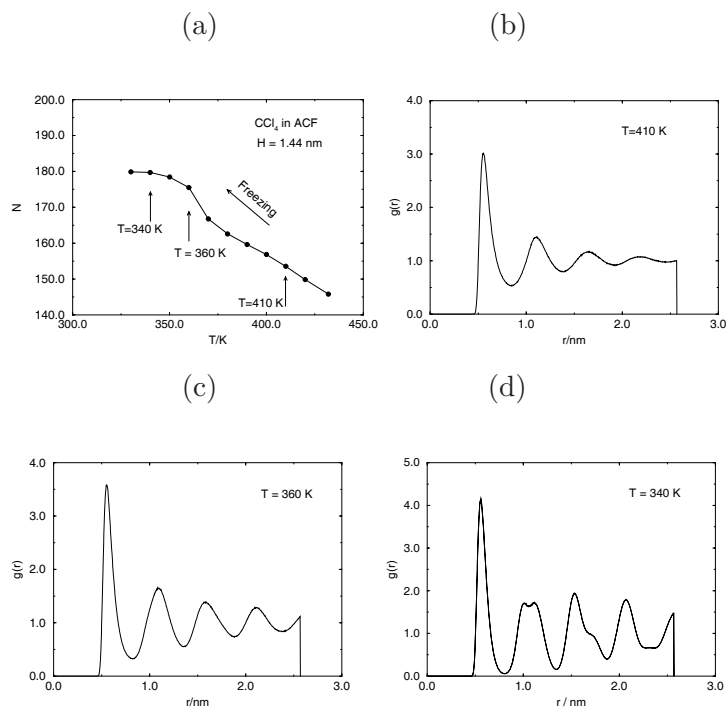 (a)
200.0
190.0
180.0
170.0
160.0
150.0
140.0
N
CCl₄ in ACF
H = 1.44 nm
Freezing
T=340 K
T = 360 K
T=410 K
300.0 350.0 400.0 450.0
T/K
(b)
4.0
3.0
2.0
1.0
0.0
g(r)
T=410 K
0.0 1.0 2.0 3.0
r/nm
(c)
4.0
3.0
2.0
1.0
0.0
g(r)
T = 360 K
0.0 1.0 2.0 3.0
r/nm
(d)
5.0
4.0
3.0
2.0
1.0
0.0
g(r)
T = 340 K
0.0 1.0 2.0 3.0
r / nm